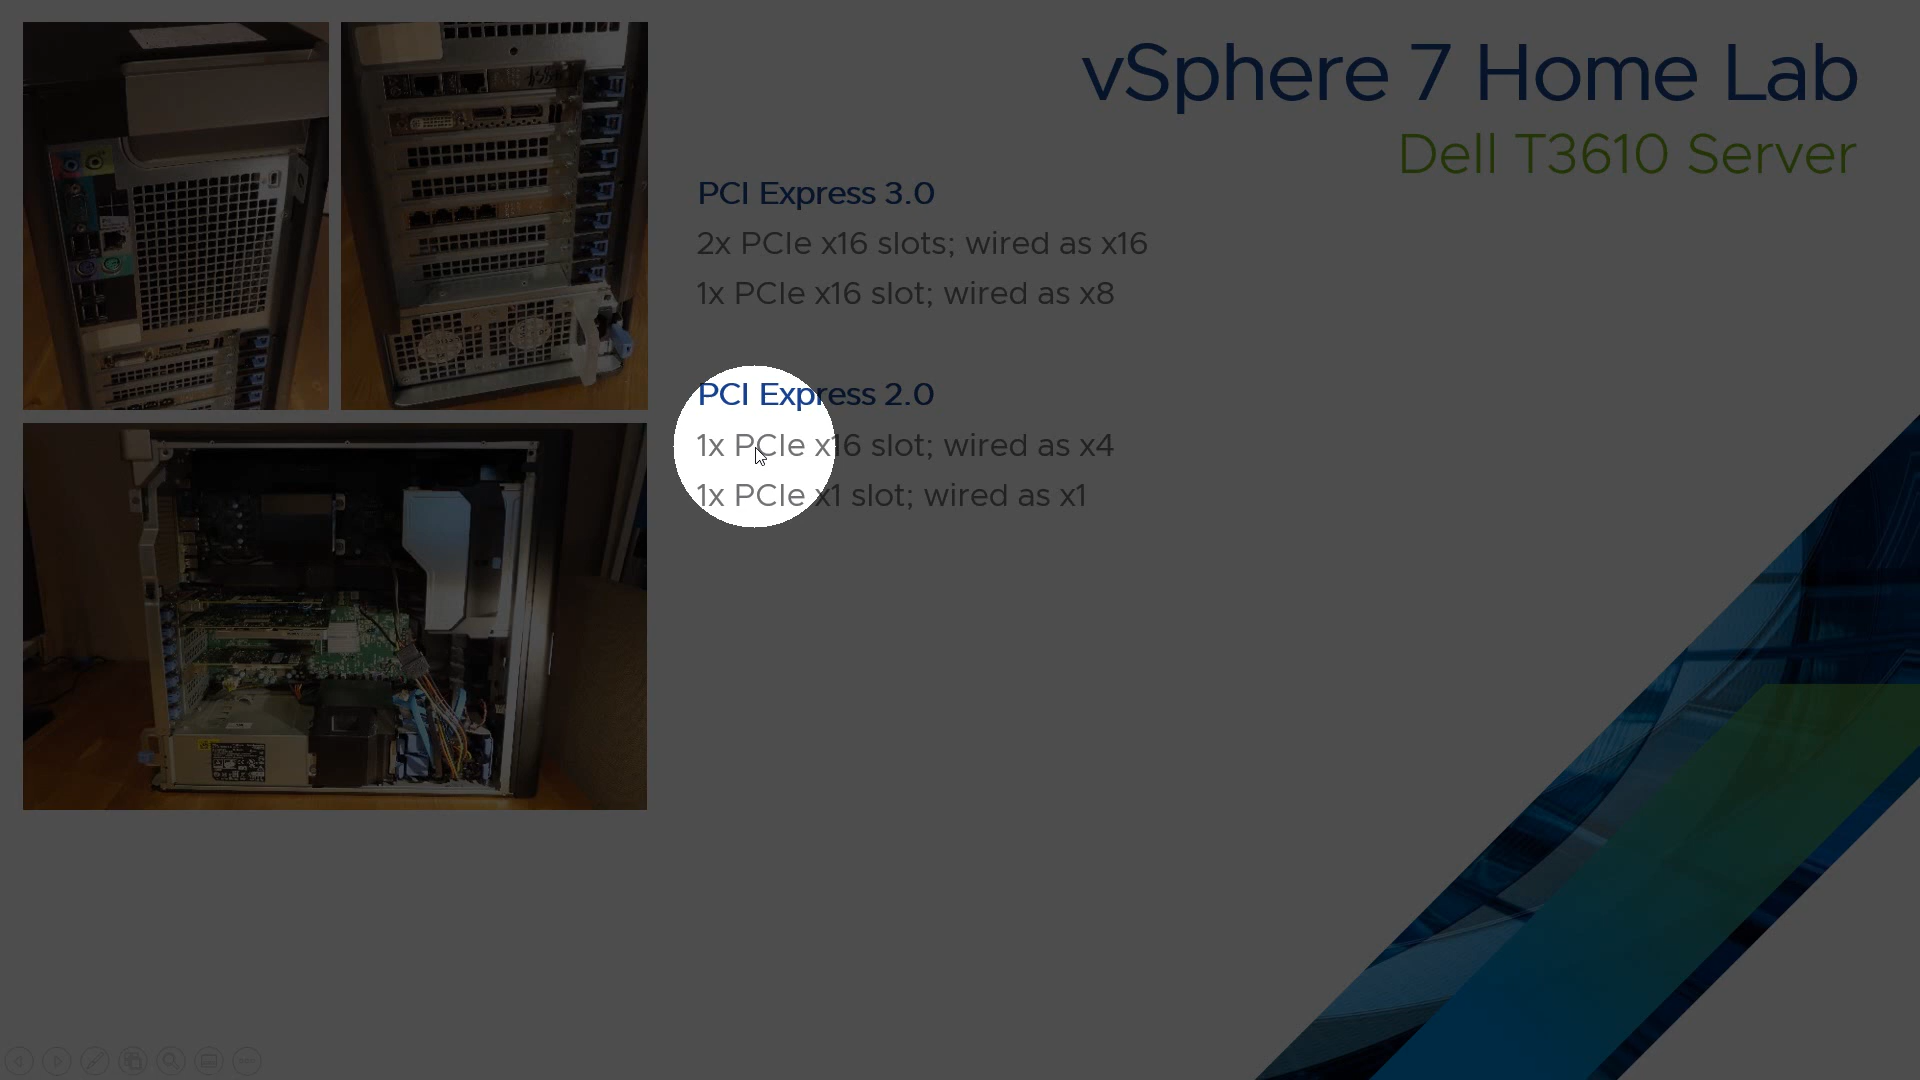 vSphere 7 Home Lab
Dell T3610 Server
PCI Express 3.0
2x PCIe x16 slots; wired as x16
1x PCIe x16 slot; wired as x8
PCI Express 2.0
1x PCIe x16 slot; wired as x4
1x PCIe x1 slot; wired as x1